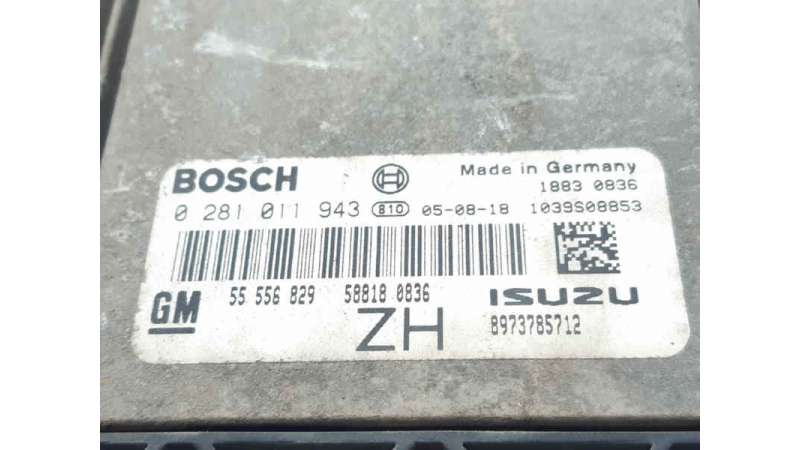 BOSCH Made in Germany
1883 0836
0 281 011 943 810 05-08-18 1039S08853
GM 55 556 829 58818 0836 ISUZU
ZH 8973785712